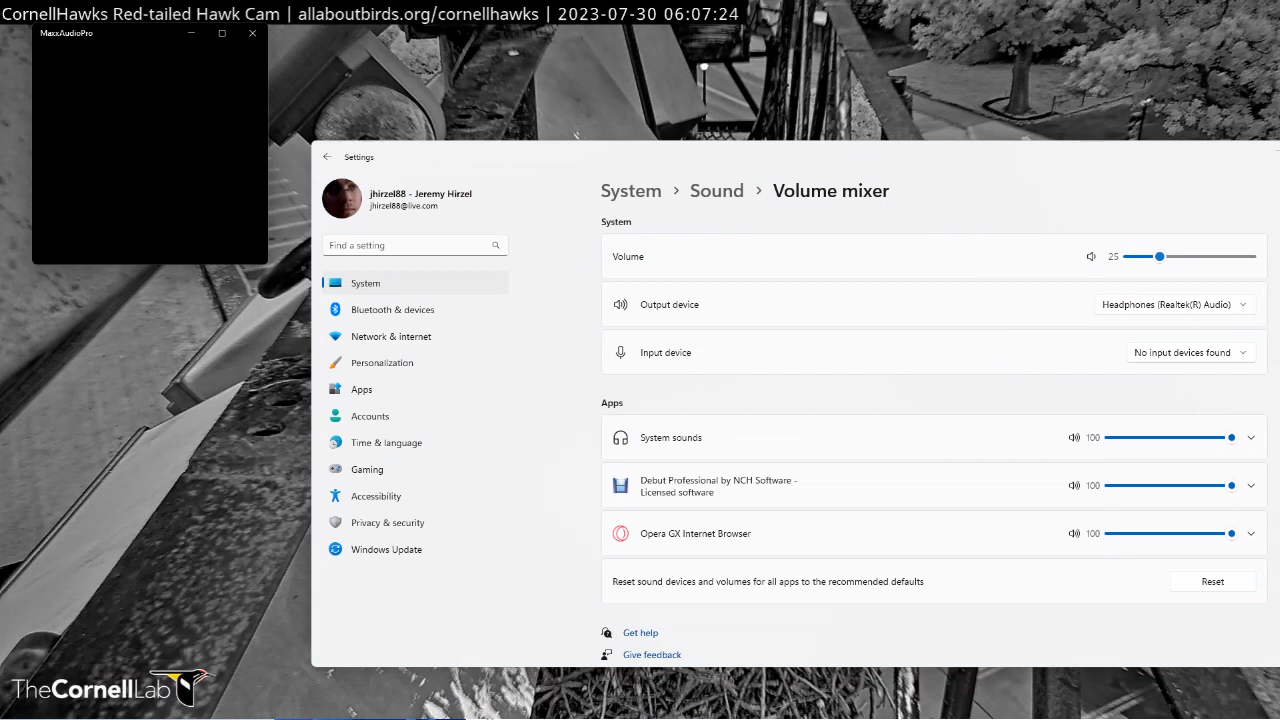 CornellHawks Red-tailed Hawk Cam | allaboutbirds.org/cornellhawks | 2023-07-30 06:07:24
MaxxAudioPro
Settings
jhirzel88 - Jeremy Hirzel
jhirzel88@live.com
Find a setting
System
Bluetooth & devices
Network & internet
Personalization
Apps
Accounts
Time & language
Gaming
Accessibility
Privacy & security
Windows Update
System > Sound > Volume mixer
System
Volume 25
Output device Headphones (Realtek(R) Audio)
Input device No input devices found
Apps
System sounds 100
Debut Professional by NCH Software -
Licensed software 100
Opera GX Internet Browser 100
Reset sound devices and volumes for all apps to the recommended defaults Reset
Get help
Give feedback
TheCornellLab